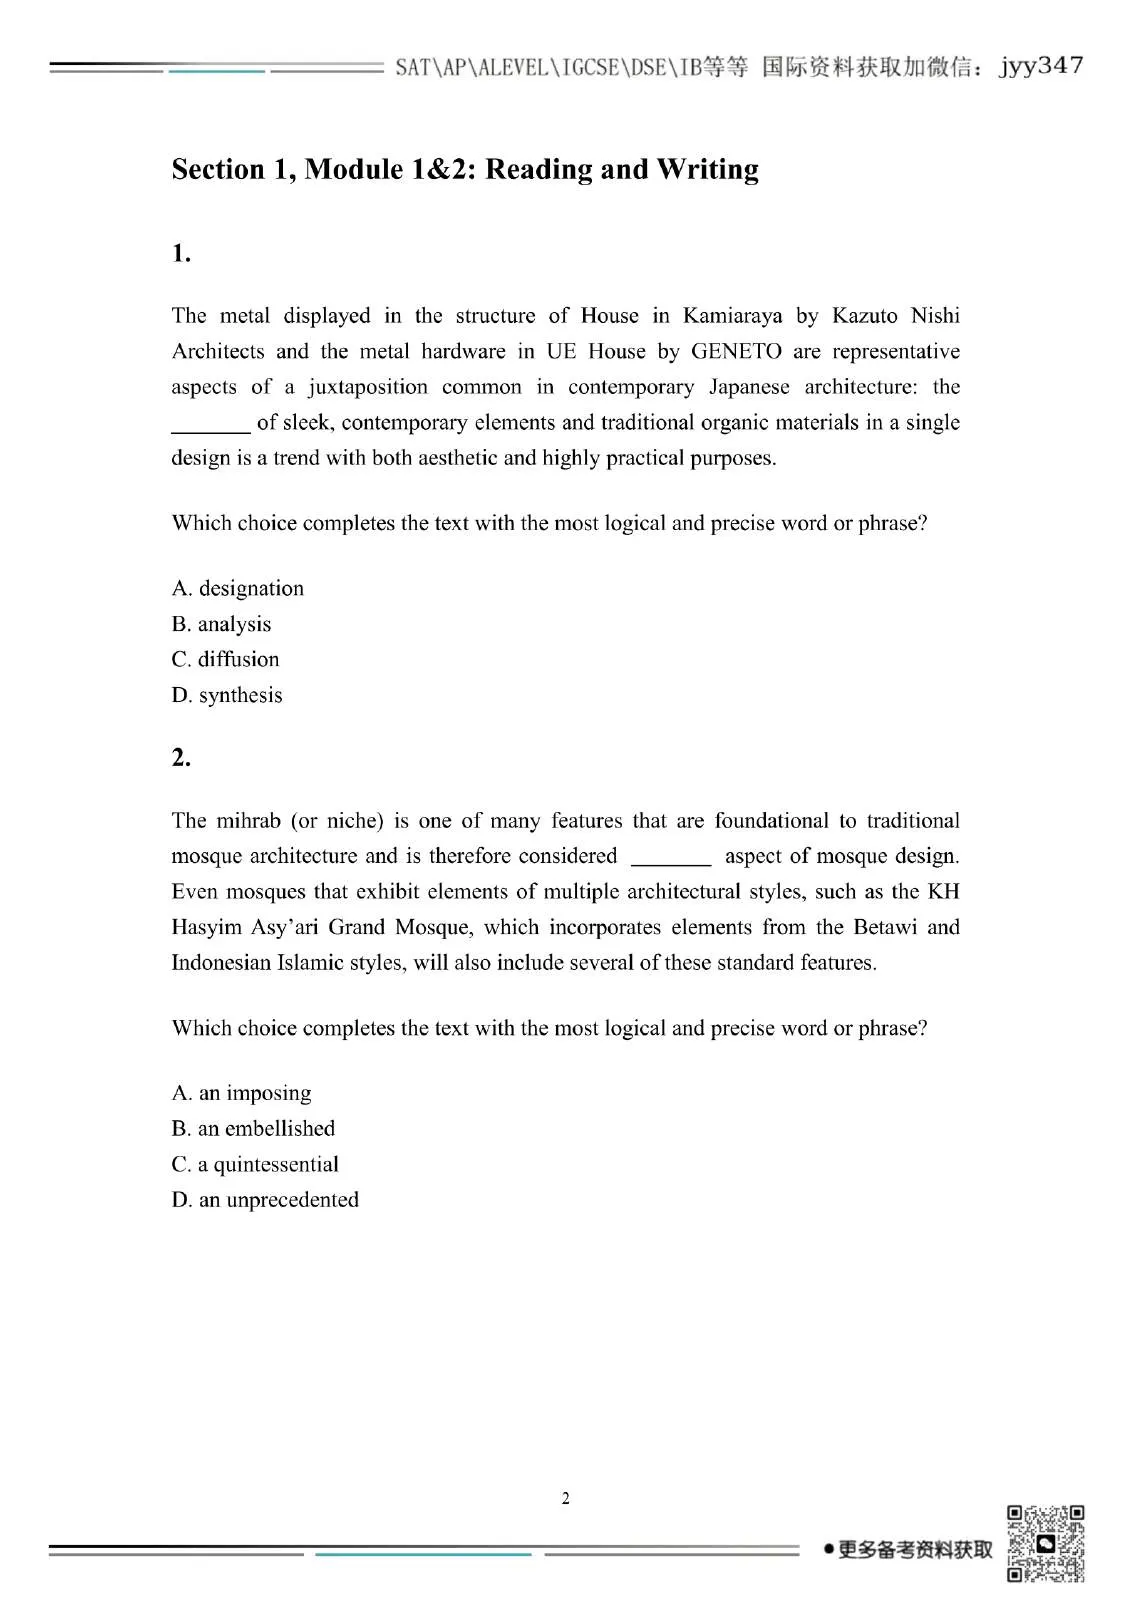 SAT\AP\ALEVEL\IGCSE\DSE\IB等等 国际资料获取加微信：jyy347
Section 1, Module 1&2: Reading and Writing
1.
The metal displayed in the structure of House in Kamiaraya by Kazuto Nishi
Architects and the metal hardware in UE House by GENETO are representative
aspects of a juxtaposition common in contemporary Japanese architecture: the
_______ of sleek, contemporary elements and traditional organic materials in a single
design is a trend with both aesthetic and highly practical purposes.
Which choice completes the text with the most logical and precise word or phrase?
A. designation
B. analysis
C. diffusion
D. synthesis
2.
The mihrab (or niche) is one of many features that are foundational to traditional
mosque architecture and is therefore considered _______ aspect of mosque design.
Even mosques that exhibit elements of multiple architectural styles, such as the KH
Hasyim Asy’ari Grand Mosque, which incorporates elements from the Betawi and
Indonesian Islamic styles, will also include several of these standard features.
Which choice completes the text with the most logical and precise word or phrase?
A. an imposing
B. an embellished
C. a quintessential
D. an unprecedented
2
●更多备考资料获取